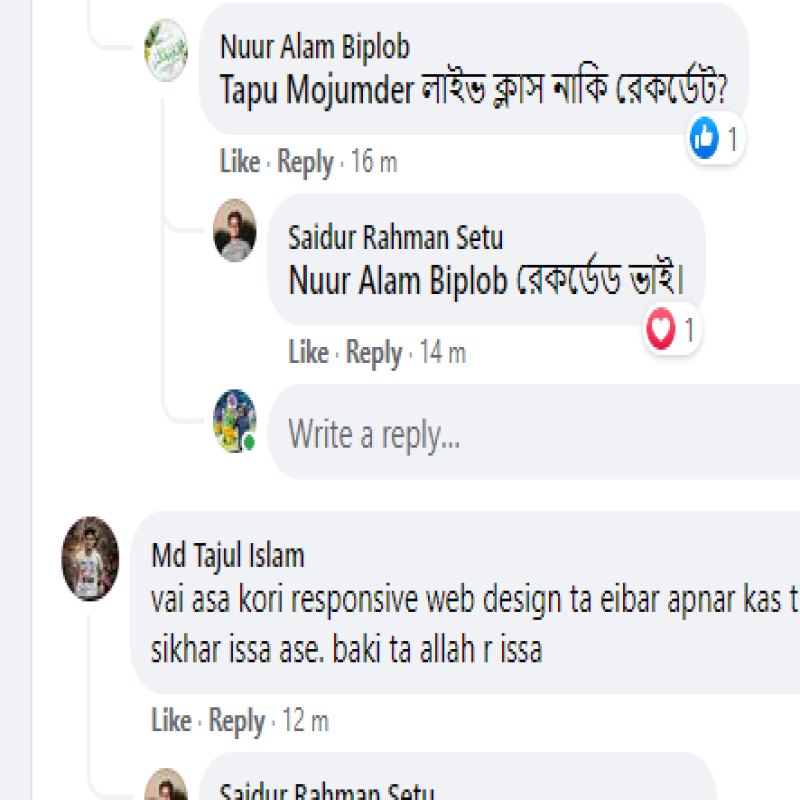 Nuur Alam Biplob
Tapu Mojumder লাইভ ক্লাস নাকি রেকর্ডেট?
1
Like · Reply · 16 m
Saidur Rahman Setu
Nuur Alam Biplob রেকর্ডেড ভাই।
1
Like · Reply · 14 m
Write a reply...
Md Tajul Islam
vai asa kori responsive web design ta eibar apnar kas t
sikhar issa ase. baki ta allah r issa
Like · Reply · 12 m
Saidur Rahman Setu